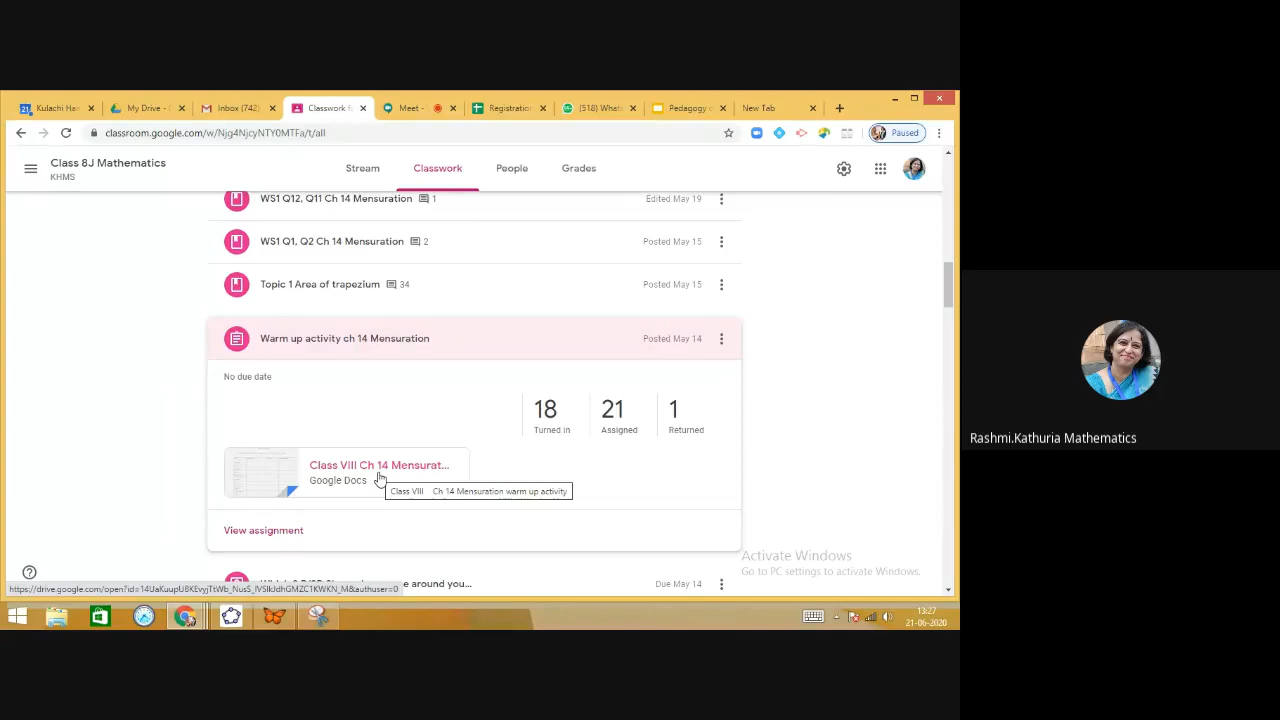 Kulachi Ha
My Drive -
Inbox (742)
Classwork f
Meet -
Registratio
(518) Whats
Pedagogy o
New Tab
classroom.google.com/w/Njg4NjcyNTY0MTFa/t/all
Paused
Class 8J Mathematics
KHMS
Stream
Classwork
People
Grades
WS1 Q12, Q11 Ch 14 Mensuration 1
Edited May 19
WS1 Q1, Q2 Ch 14 Mensuration 2
Posted May 15
Topic 1 Area of trapezium 34
Posted May 15
Warm up activity ch 14 Mensuration
Posted May 14
No due date
18 21 1
Turned in Assigned Returned
Class VIII Ch 14 Mensurat...
Google Docs
Class VIII Ch 14 Mensuration warm up activity
View assignment
Activate Windows
Go to PC settings to activate Windows.
e around you...
Due May 14
13:27
21-06-2020
Rashmi.Kathuria Mathematics